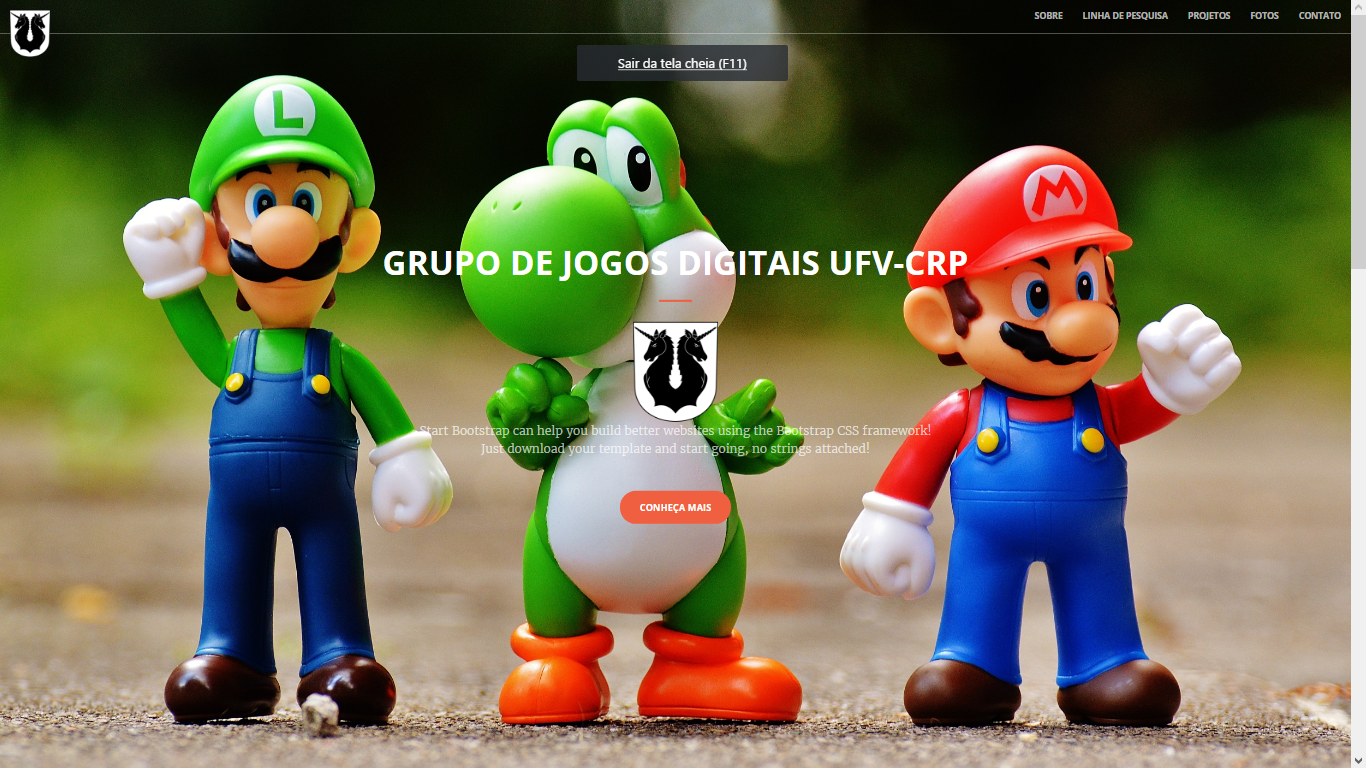 SOBRE LINHA DE PESQUISA PROJETOS FOTOS CONTATO
Sair da tela cheia (F11)
L
M
GRUPO DE JOGOS DIGITAIS UFV-CRP
Start Bootstrap can help you build better websites using the Bootstrap CSS framework!
Just download your template and start going, no strings attached!
CONHEÇA MAIS